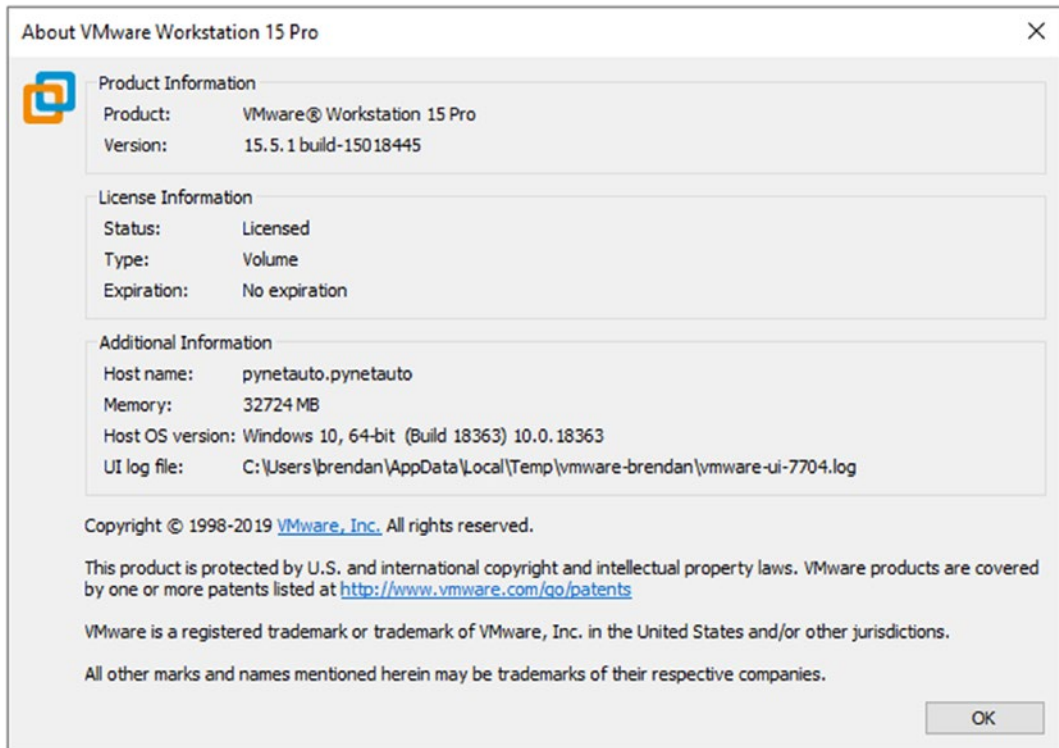 About VMware Workstation 15 Pro
Product Information
Product: VMware® Workstation 15 Pro
Version: 15.5.1 build-15018445
License Information
Status: Licensed
Type: Volume
Expiration: No expiration
Additional Information
Host name: pynetauto.pynetauto
Memory: 32724 MB
Host OS version: Windows 10, 64-bit (Build 18363) 10.0.18363
UI log file: C:\Users\brendan\AppData\Local\Temp\vmware-brendan\vmware-ui-7704.log
Copyright © 1998-2019 VMware, Inc. All rights reserved.
This product is protected by U.S. and international copyright and intellectual property laws. VMware products are covered
by one or more patents listed at http://www.vmware.com/go/patents
VMware is a registered trademark or trademark of VMware, Inc. in the United States and/or other jurisdictions.
All other marks and names mentioned herein may be trademarks of their respective companies.
OK